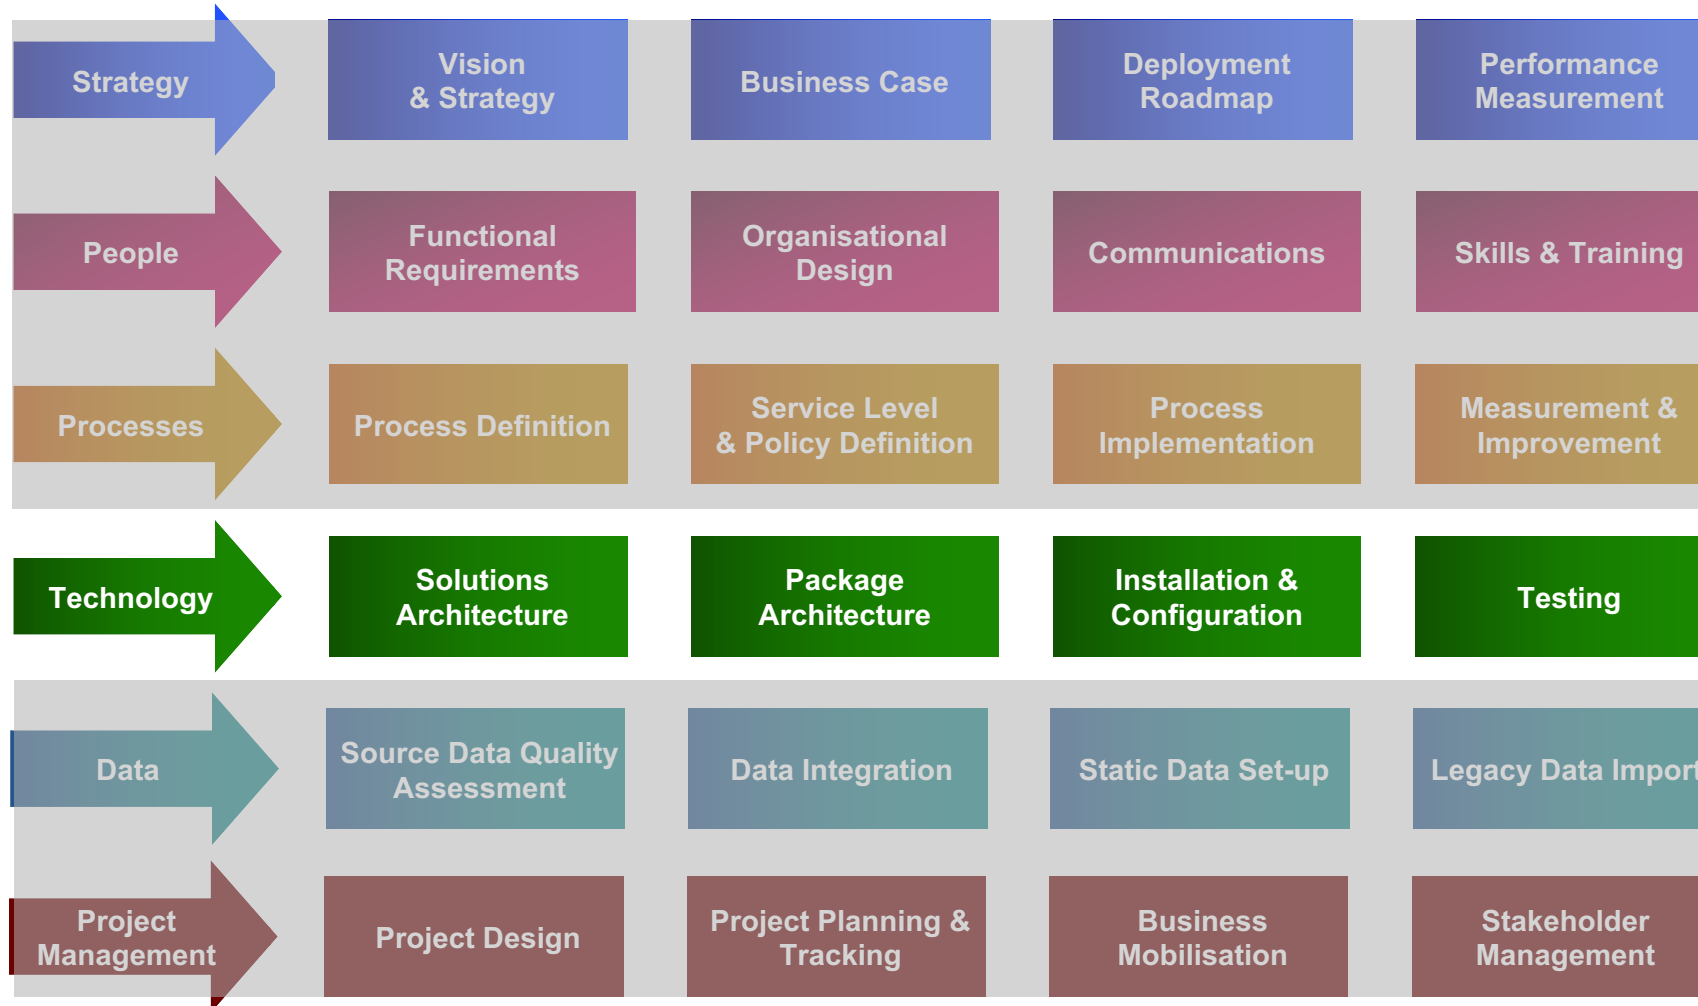 Strategy
Vision
& Strategy
Business Case
Deployment
Roadmap
Performance
Measurement
People
Functional
Requirements
Organisational
Design
Communications
Skills & Training
Processes
Process Definition
Service Level
& Policy Definition
Process
Implementation
Measurement &
Improvement
Technology
Solutions
Architecture
Package
Architecture
Installation &
Configuration
Testing
Data
Source Data Quality
Assessment
Data Integration
Static Data Set-up
Legacy Data Import
Project
Management
Project Design
Project Planning &
Tracking
Business
Mobilisation
Stakeholder
Management